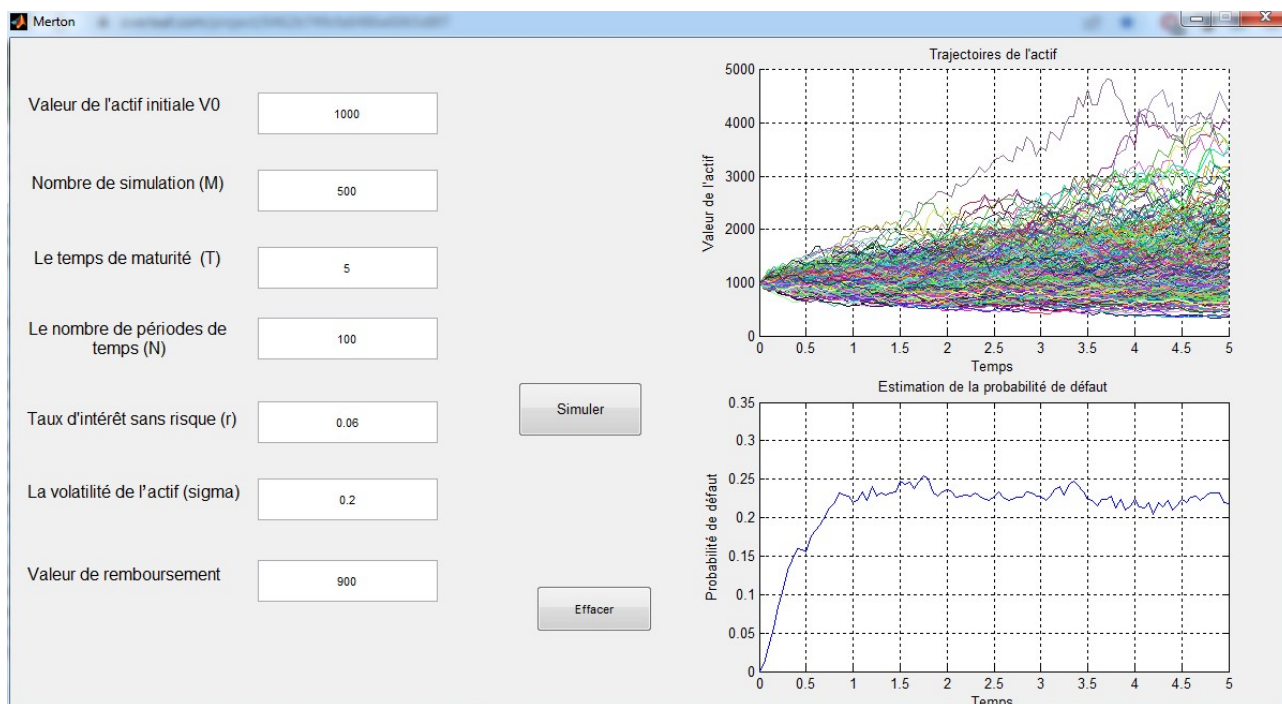 Merton
Valeur de l'actif initiale V0
1000
Nombre de simulation (M)
500
Le temps de maturité (T)
5
Le nombre de périodes de
temps (N)
100
Taux d'intérêt sans risque (r)
0.06
La volatilité de l'actif (sigma)
0.2
Valeur de remboursement
900
Simuler
Effacer
Trajectoires de l'actif
Valeur de l'actif
5000
4000
3000
2000
1000
0
0 0.5 1 1.5 2 2.5 3 3.5 4 4.5 5
Temps
Estimation de la probabilité de défaut
Probabilité de défaut
0.35
0.3
0.25
0.2
0.15
0.1
0.05
0
0 0.5 1 1.5 2 2.5 3 3.5 4 4.5 5
Temps